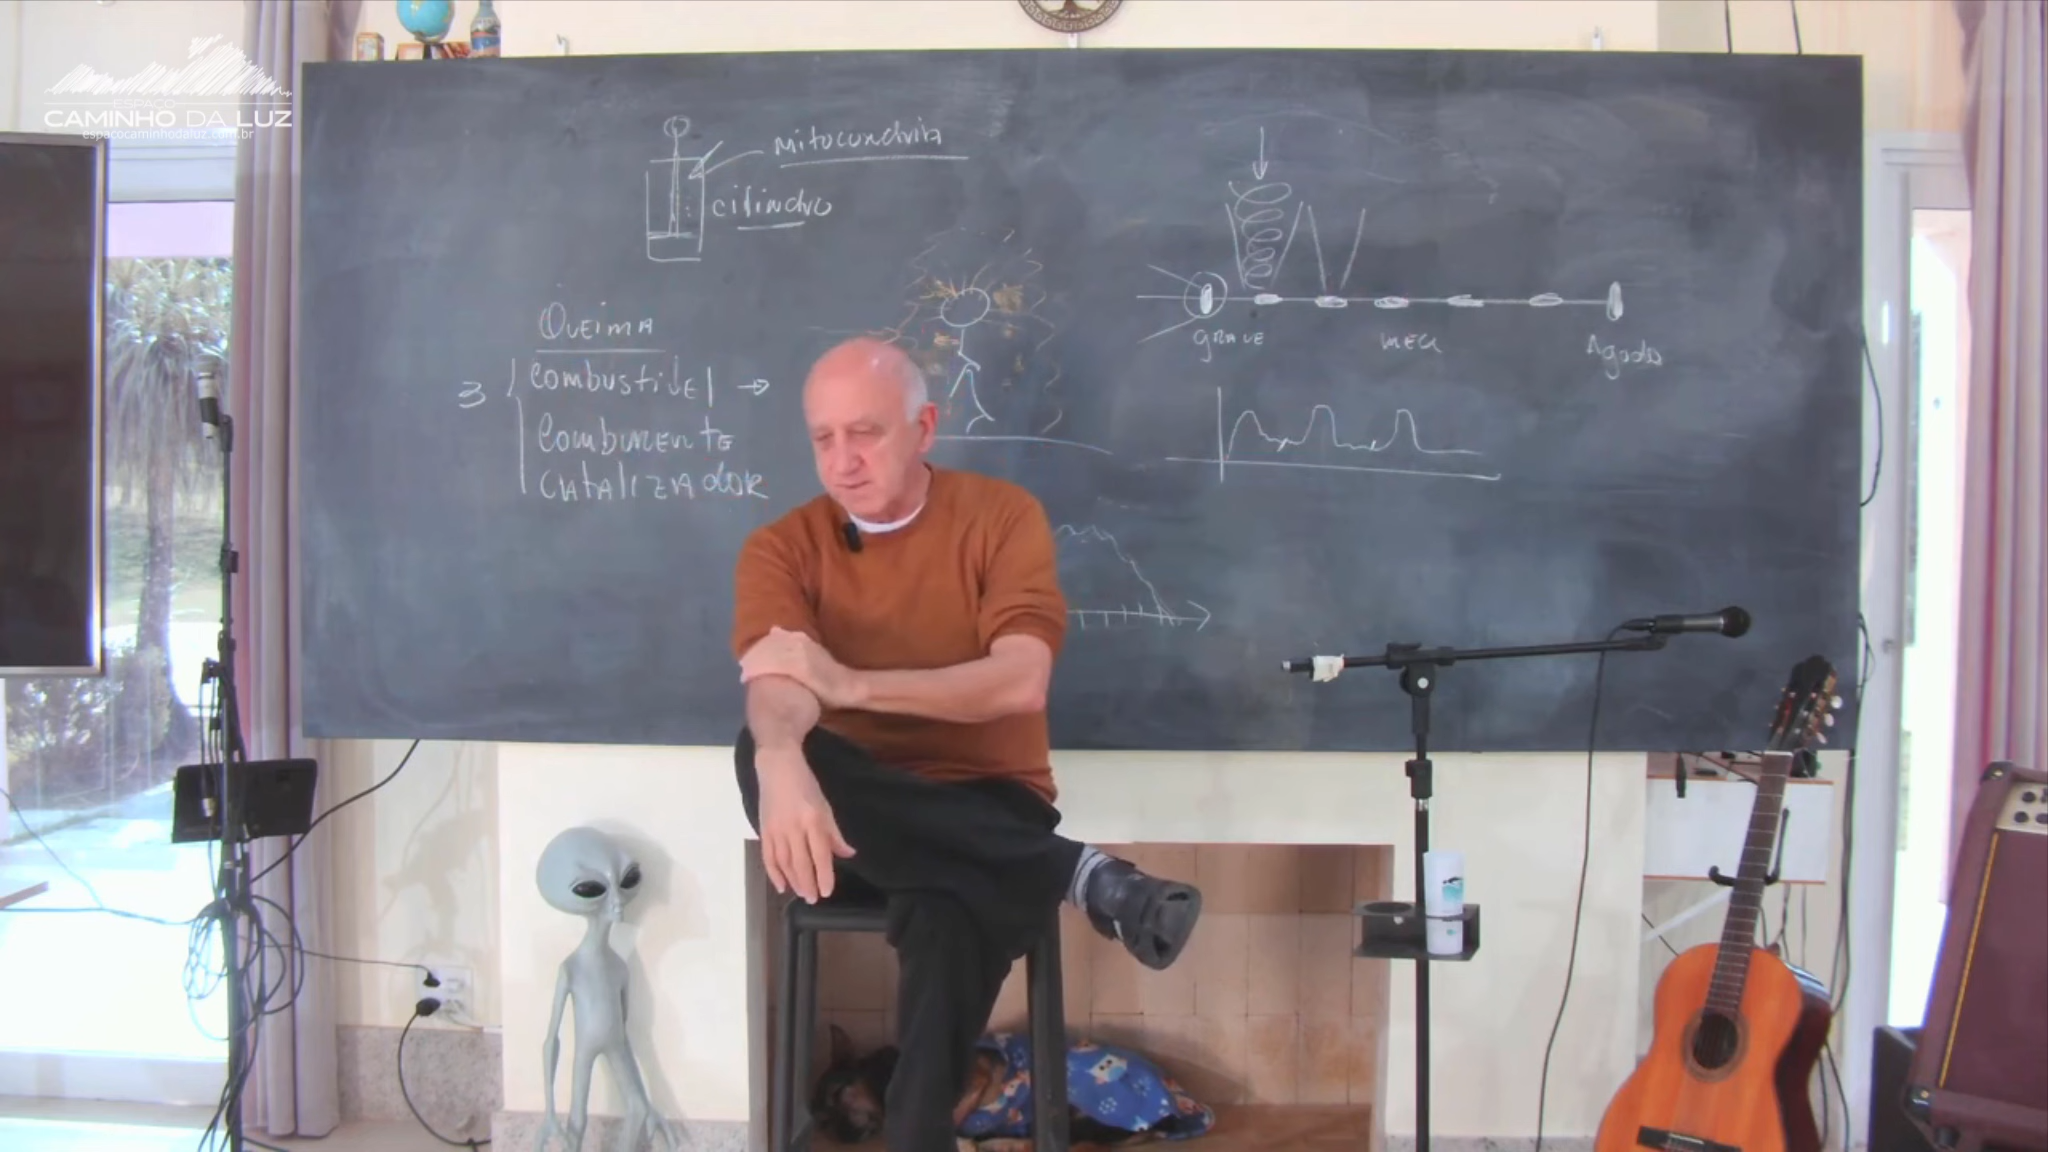 ESPAÇO
CAMINHO DA LUZ
espacocaminhodaluz.com.br
mitocondria
cilindro
Queima
3
combustivel
comburente
catalizador
grave
Agudo